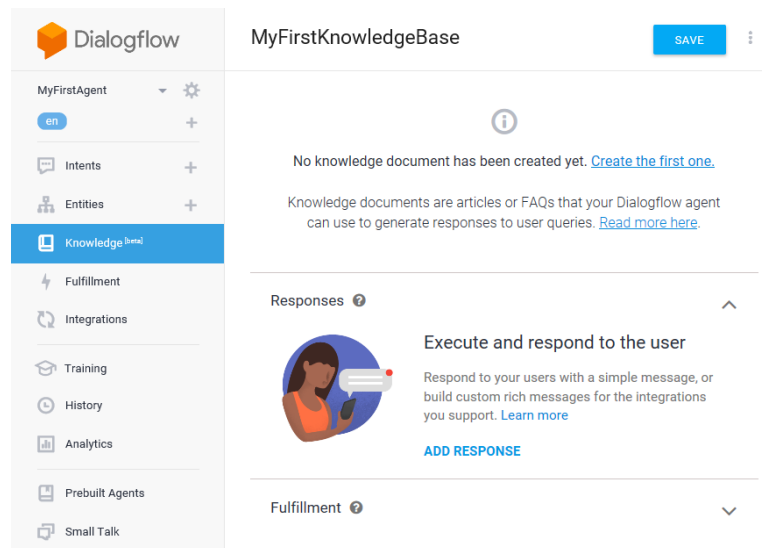 Dialogflow
MyFirstKnowledgeBase
SAVE
MyFirstAgent
en
Intents
Entities
Knowledge [beta]
Fulfillment
Integrations
Training
History
Analytics
Prebuilt Agents
Small Talk
No knowledge document has been created yet. Create the first one.
Knowledge documents are articles or FAQs that your Dialogflow agent
can use to generate responses to user queries. Read more here.
Responses
Execute and respond to the user
Respond to your users with a simple message, or
build custom rich messages for the integrations
you support. Learn more
ADD RESPONSE
Fulfillment